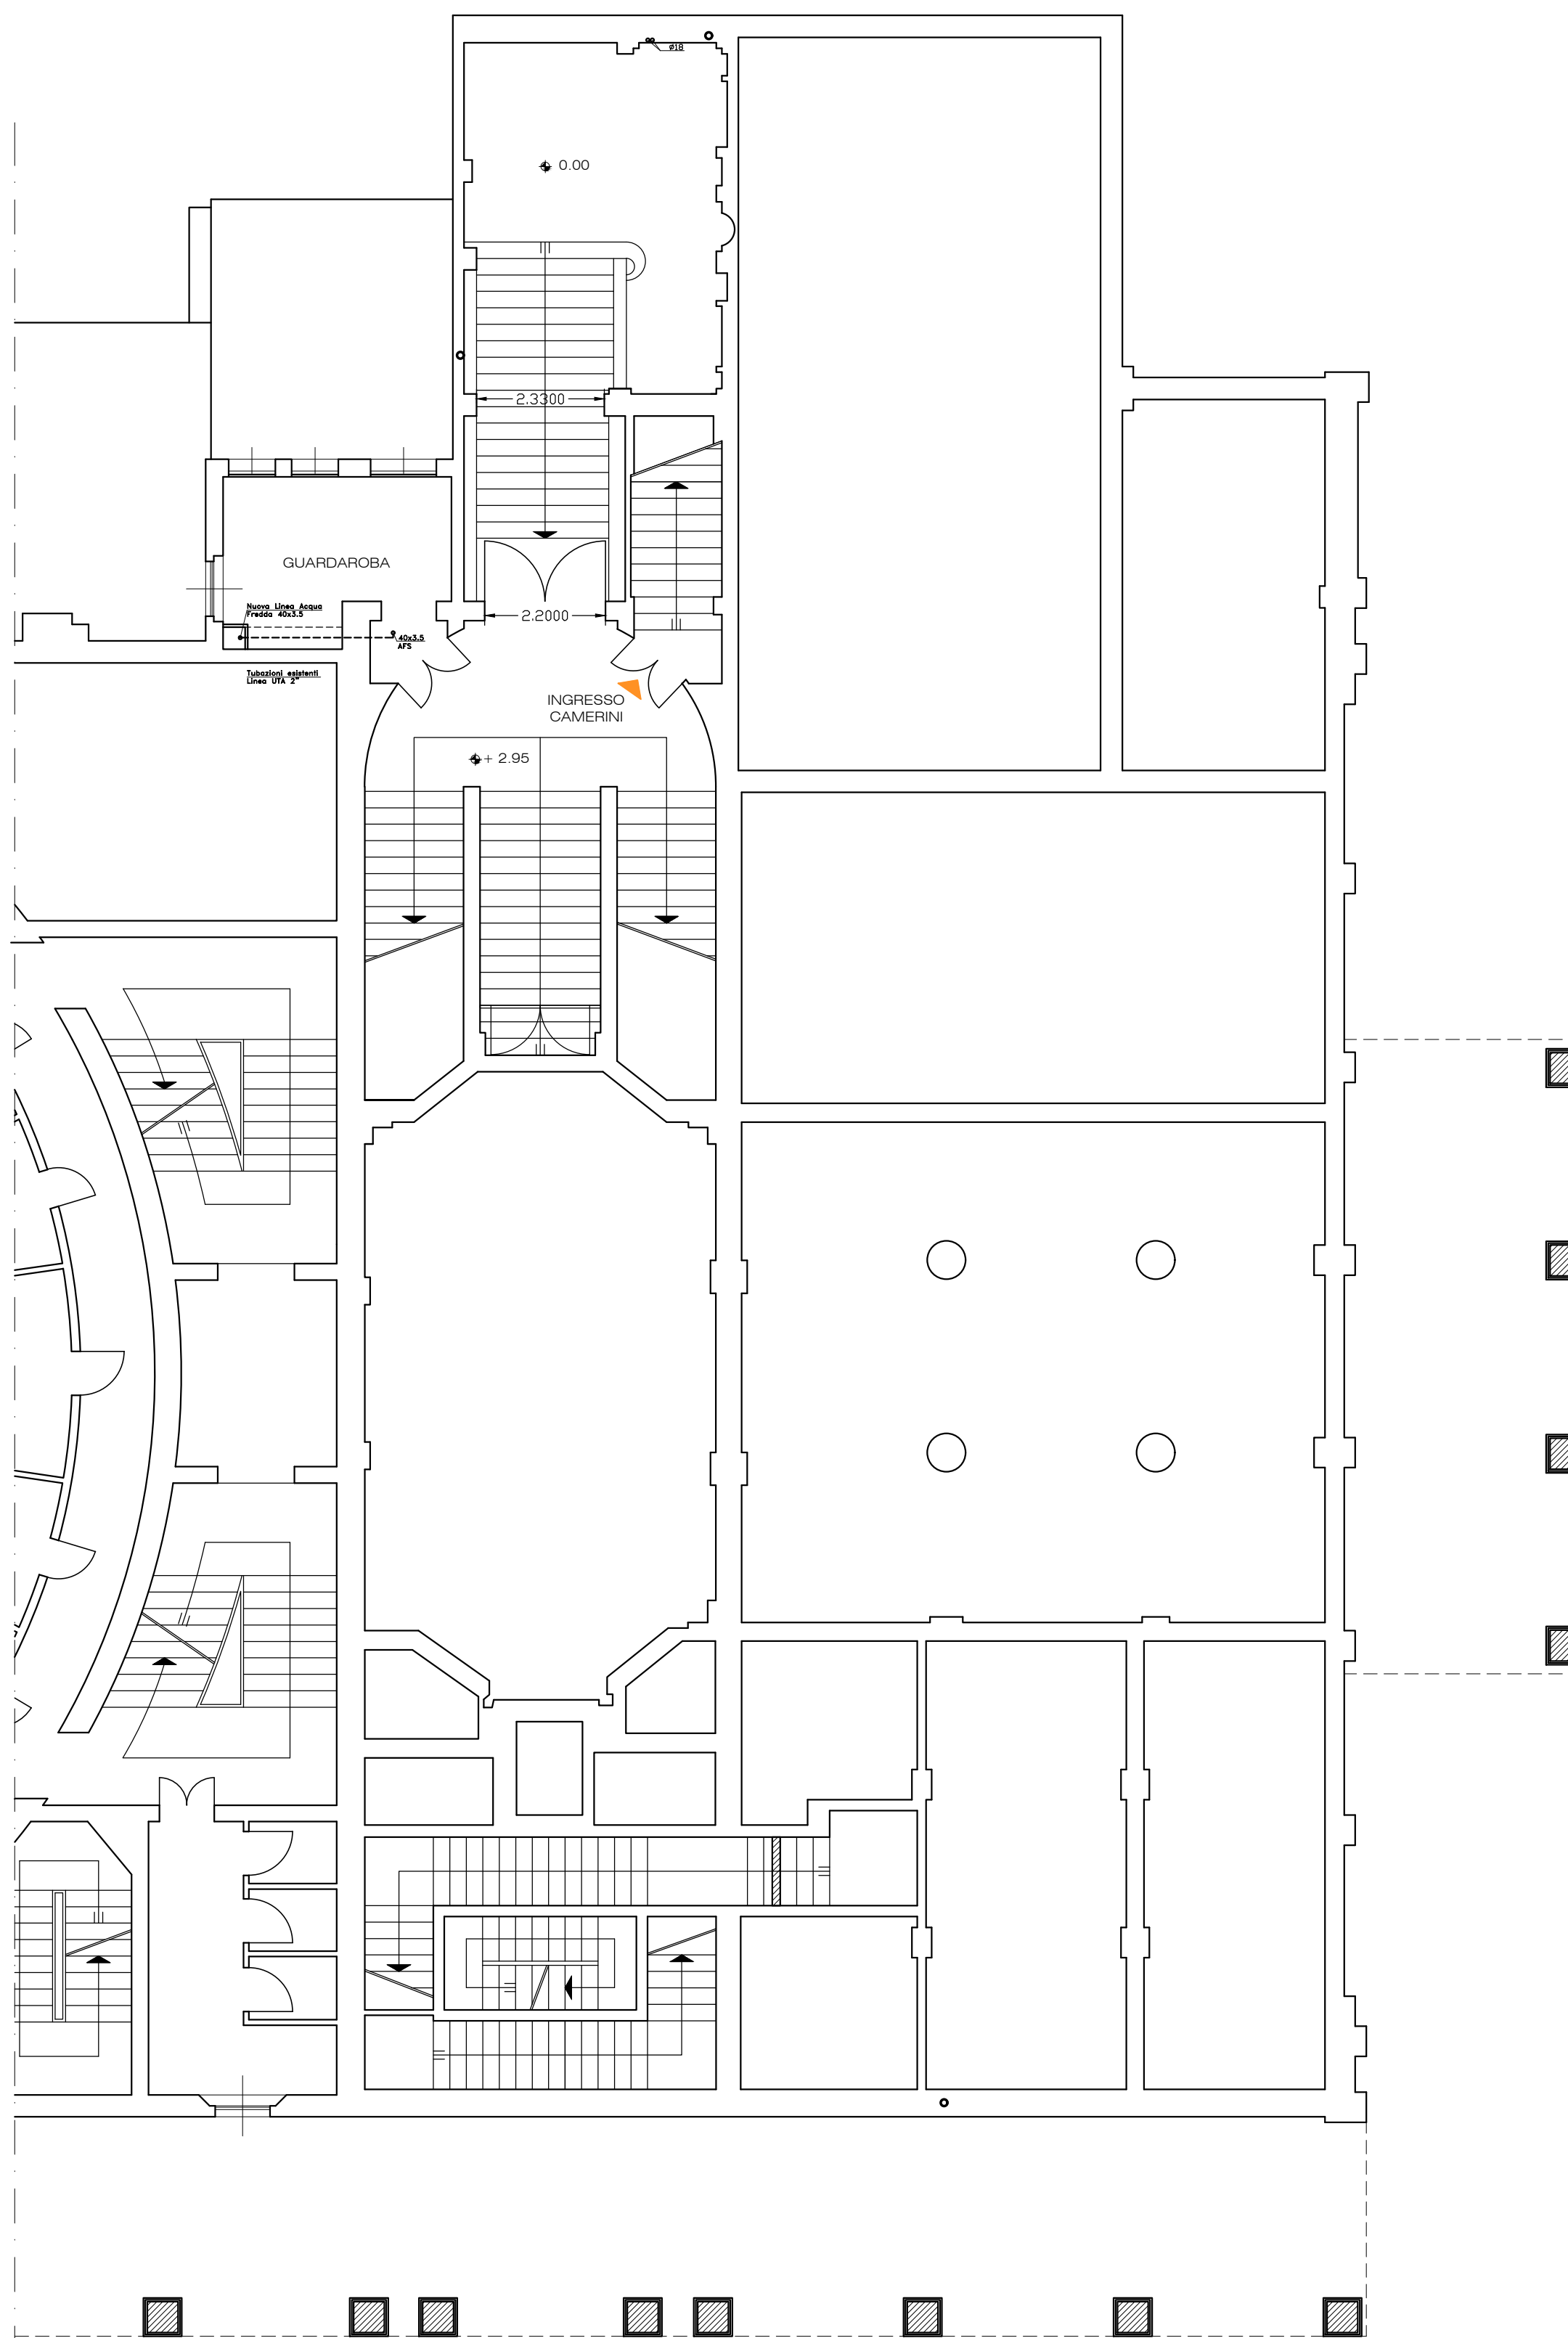 ø18
0.00
2.3300
GUARDAROBA
Nuova Linea Acqua
Fredda 40x3.5
2.2000
40x3.5
AFS
Tubazioni esistenti
Linea UTA 2"
INGRESSO
CAMERINI
+ 2.95